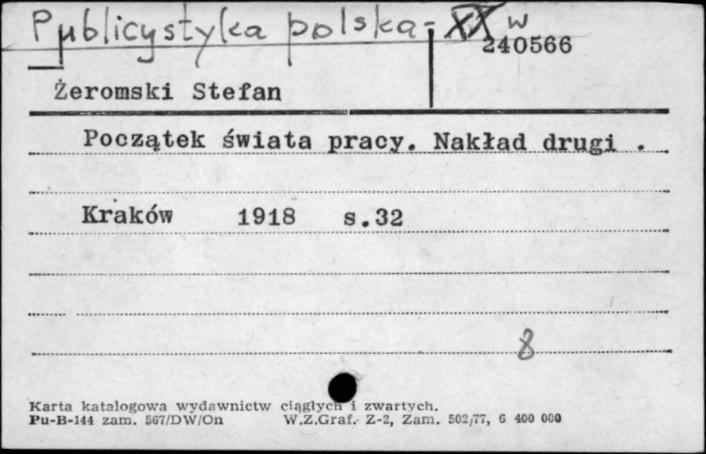 Publicystyka polska - XX w
240566
Żeromski Stefan
Początek świata pracy. Nakład drugi .
Kraków 1918 s.32
8
Karta katalogowa wydawnictw ciągłych i zwartych.
Pu-B-144 zam. 567/DW/On W.Z.Graf. Z-2, Zam. 502/77, 6 400 000